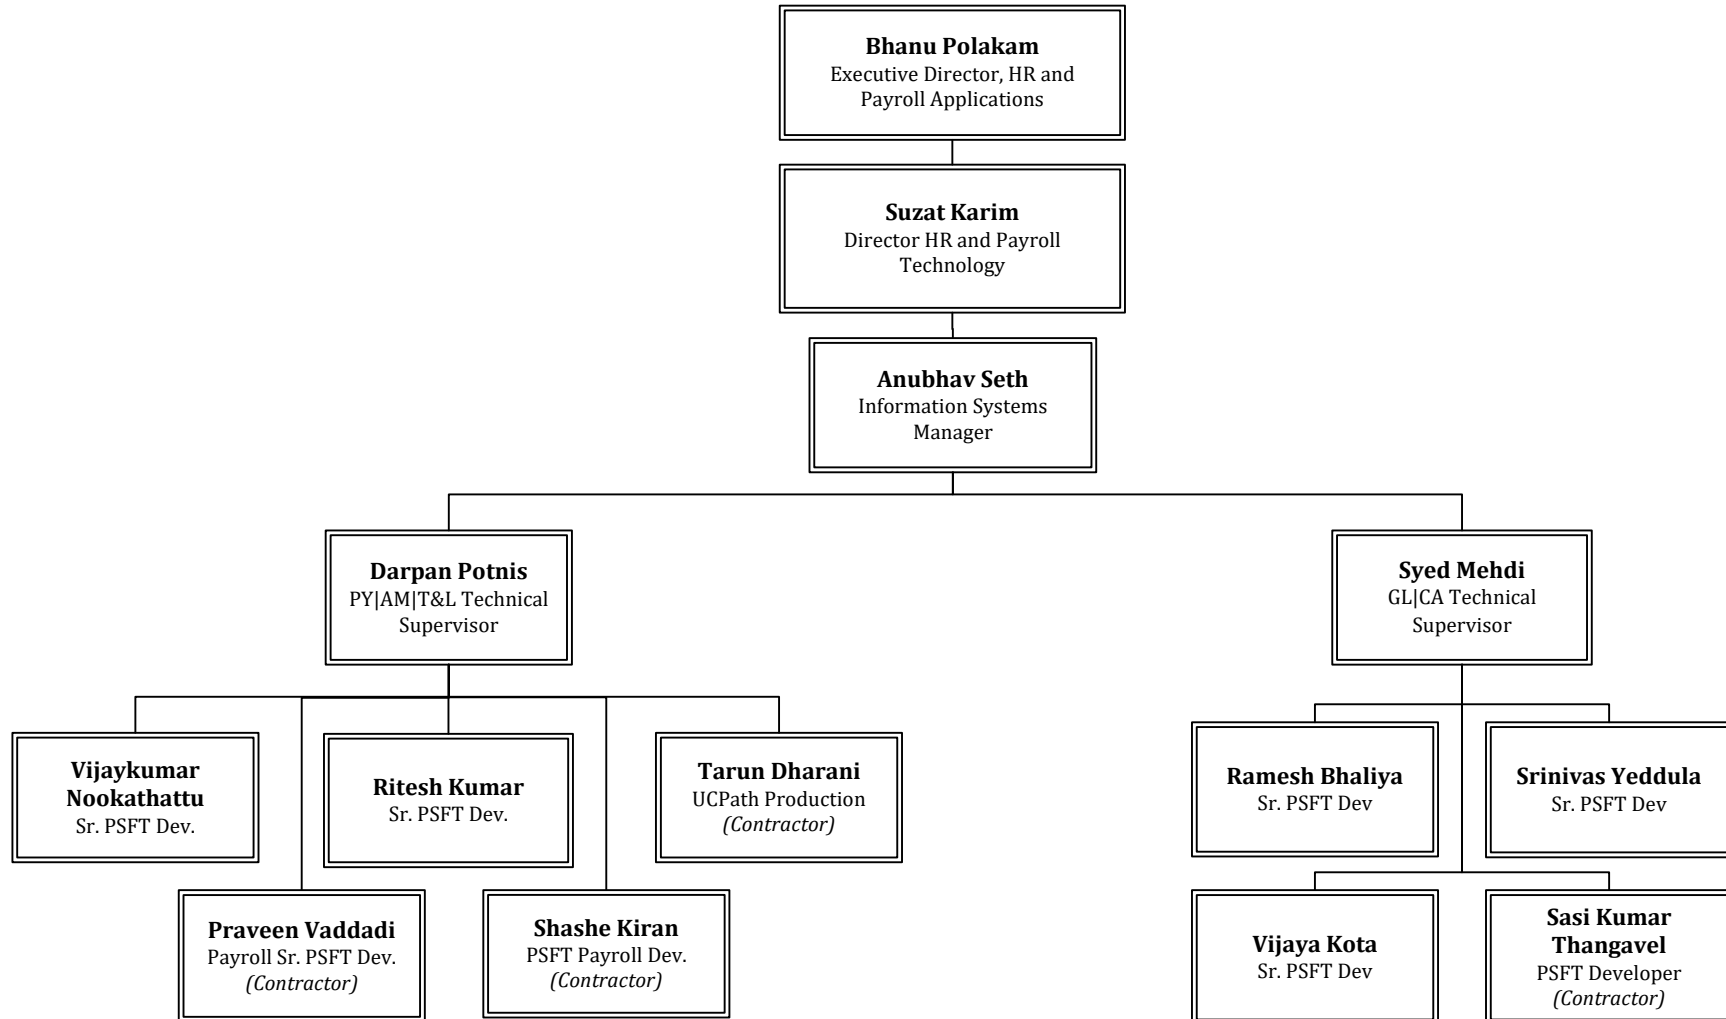 Bhanu Polakam
Executive Director, HR and
Payroll Applications
Suzat Karim
Director HR and Payroll
Technology
Anubhav Seth
Information Systems
Manager
Darpan Potnis
PY|AM|T&L Technical
Supervisor
Syed Mehdi
GL|CA Technical
Supervisor
Vijaykumar
Nookathattu
Sr. PSFT Dev.
Ritesh Kumar
Sr. PSFT Dev.
Tarun Dharani
UCPath Production
(Contractor)
Ramesh Bhaliya
Sr. PSFT Dev
Srinivas Yeddula
Sr. PSFT Dev
Praveen Vaddadi
Payroll Sr. PSFT Dev.
(Contractor)
Shashe Kiran
PSFT Payroll Dev.
(Contractor)
Vijaya Kota
Sr. PSFT Dev
Sasi Kumar
Thangavel
PSFT Developer
(Contractor)